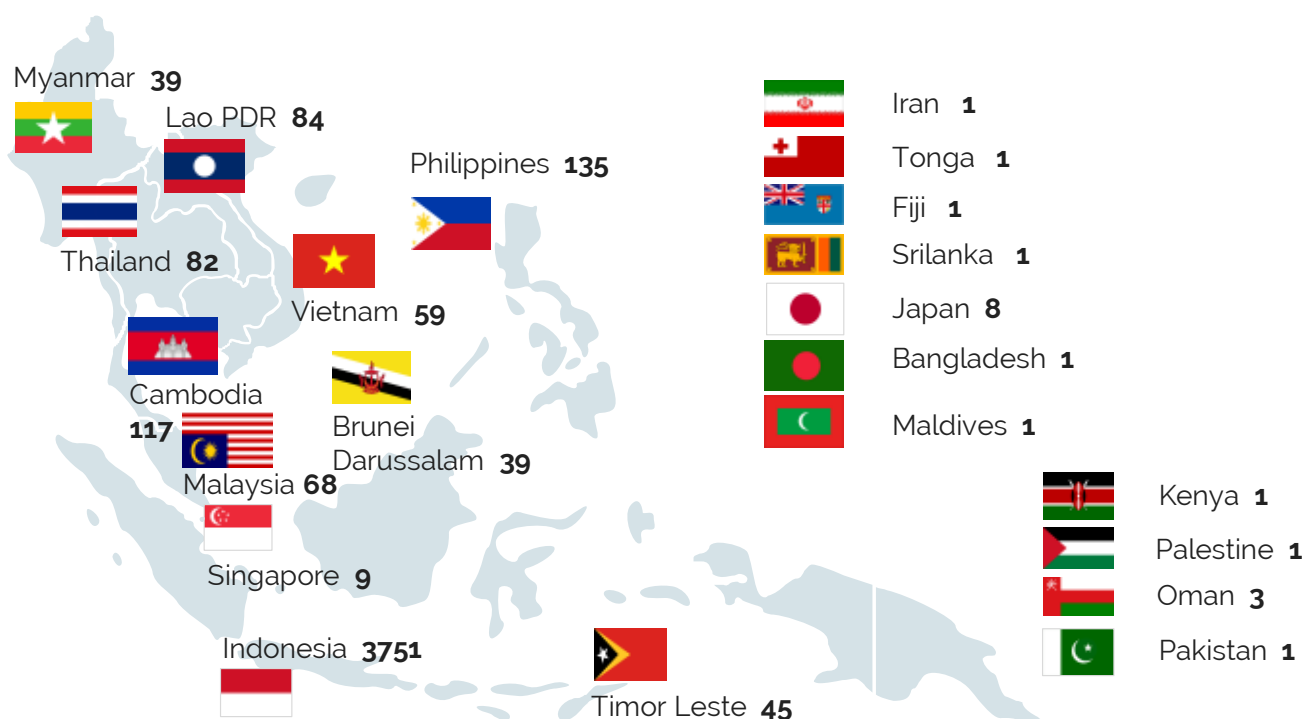 Myanmar 39
Lao PDR 84
Philippines 135
Thailand 82
Vietnam 59
Cambodia
117
Brunei
Darussalam 39
Malaysia 68
Singapore 9
Indonesia 3751
Timor Leste 45
Iran 1
Tonga 1
Fiji 1
Srilanka 1
Japan 8
Bangladesh 1
Maldives 1
Kenya 1
Palestine 1
Oman 3
Pakistan 1